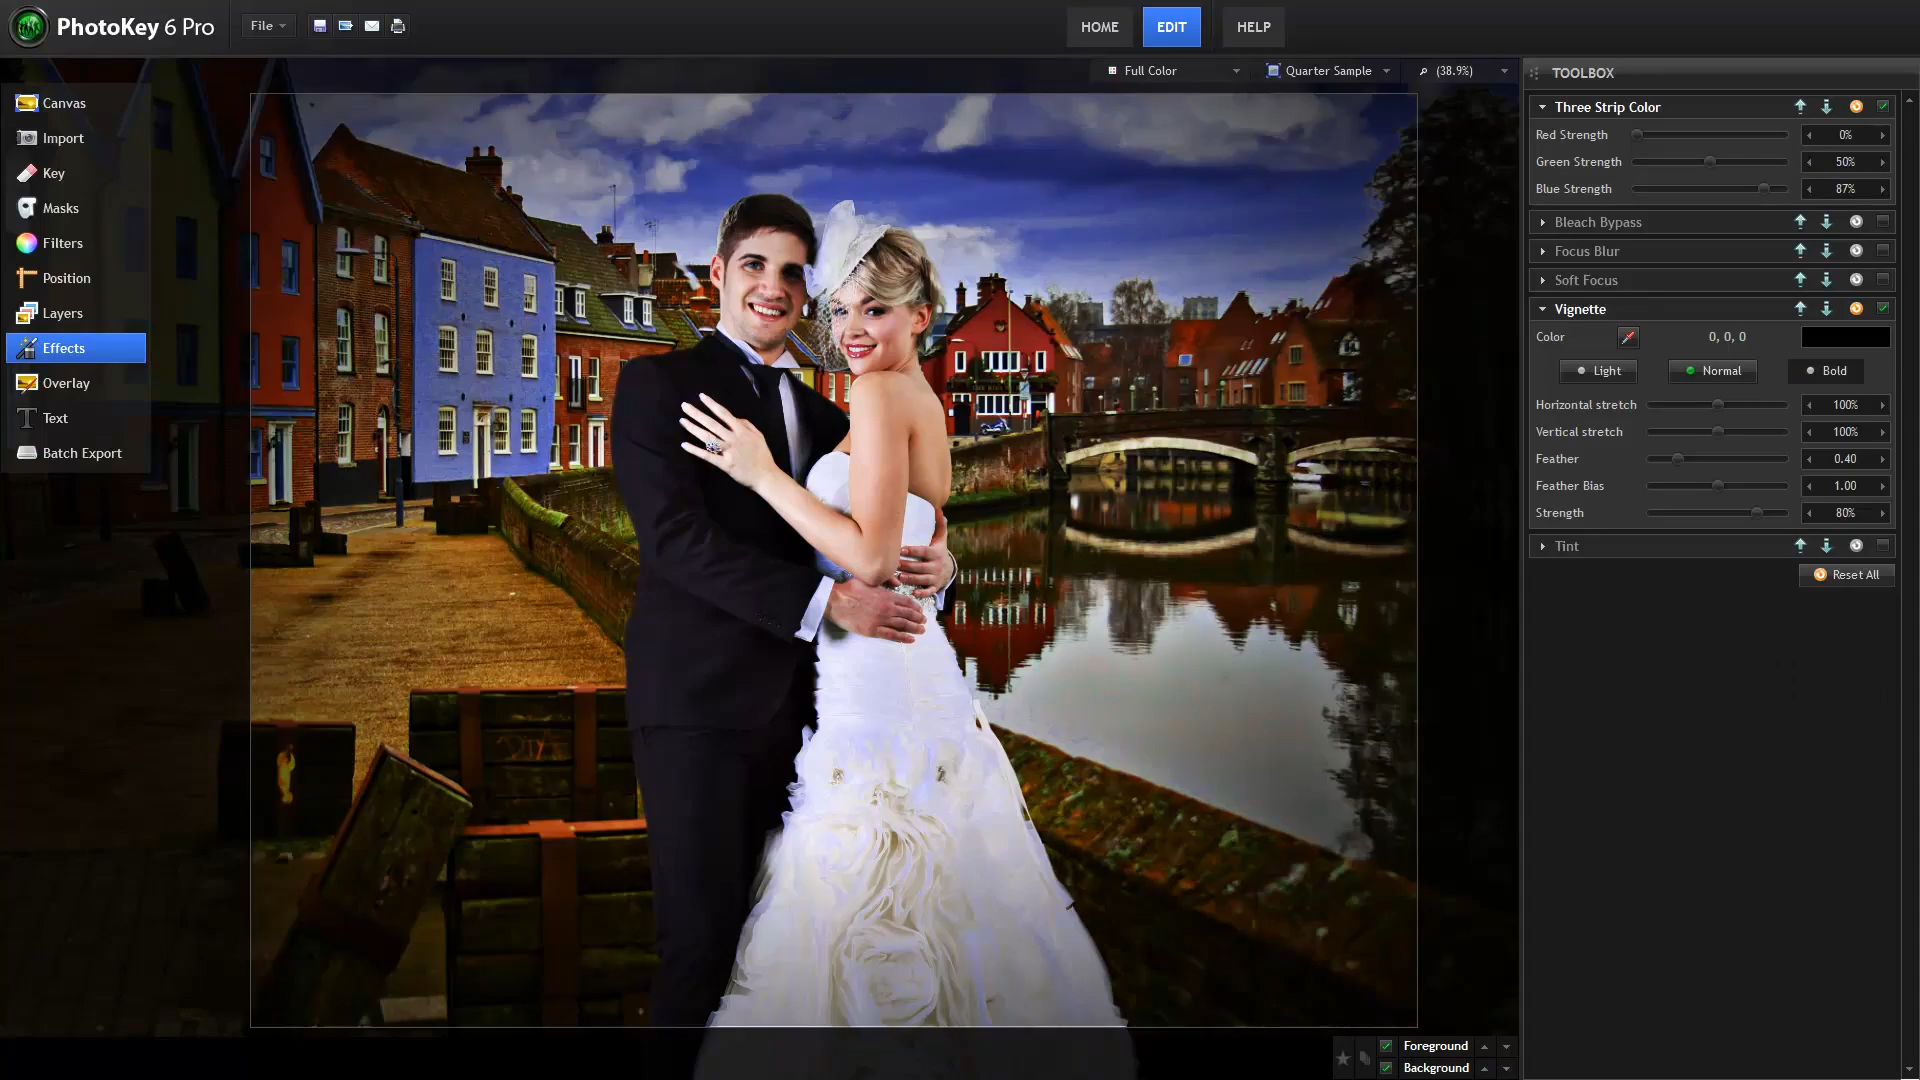 PhotoKey 6 Pro
File
HOME
EDIT
HELP
Full Color
Quarter Sample
(38.9%)
Canvas
Import
Key
Masks
Filters
Position
Layers
Effects
Overlay
Text
Batch Export
TOOLBOX
Three Strip Color
Red Strength 0%
Green Strength 50%
Blue Strength 87%
Bleach Bypass
Focus Blur
Soft Focus
Vignette
Color 0, 0, 0
Light Normal Bold
Horizontal stretch 100%
Vertical stretch 100%
Feather 0.40
Feather Bias 1.00
Strength 80%
Tint
Reset All
Foreground
Background